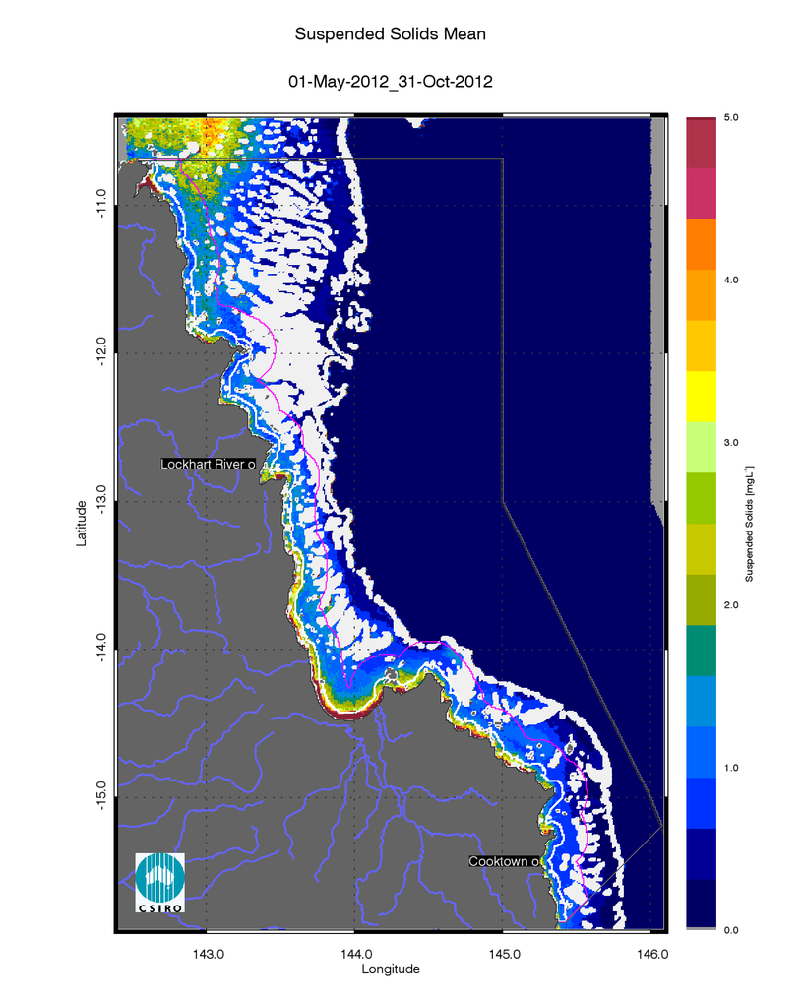 Suspended Solids Mean
01-May-2012_31-Oct-2012
5.0
4.0
3.0
2.0
1.0
0.0
Suspended Solids [mgL⁻¹]
-11.0
-12.0
-13.0
-14.0
-15.0
Latitude
Lockhart River o
Cooktown o
CSIRO
143.0
144.0
145.0
146.0
Longitude